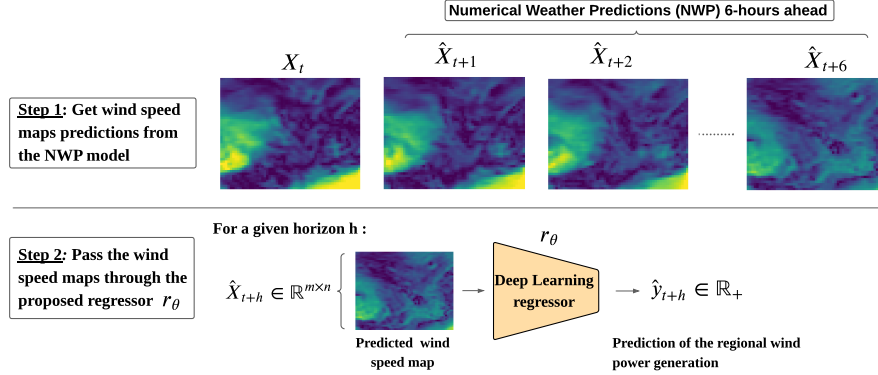 Numerical Weather Predictions (NWP) 6-hours ahead
X_t
X̂_{t+1}
X̂_{t+2}
X̂_{t+6}
Step 1: Get wind speed
maps predictions from
the NWP model
Step 2: Pass the wind
speed maps through the
proposed regressor r_θ
For a given horizon h :
X̂_{t+h} ∈ ℝ^{m×n}
Predicted wind
speed map
r_θ
Deep Learning
regressor
ŷ_{t+h} ∈ ℝ_+
Prediction of the regional wind
power generation